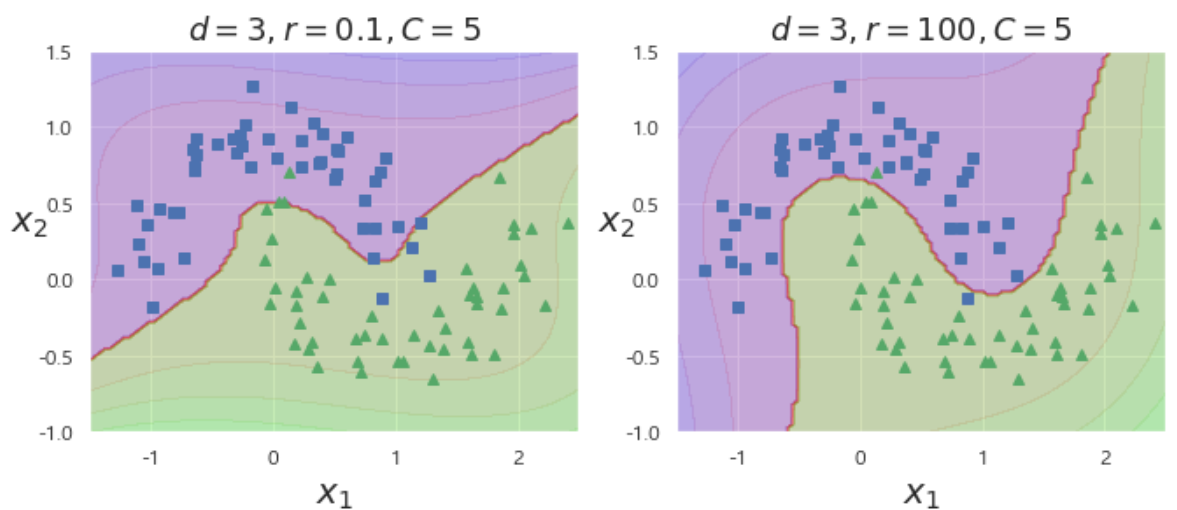 d = 3, r = 0.1, C = 5
1.5
1.0
0.5
0.0
-0.5
-1.0
x₂
-1 0 1 2
x₁
d = 3, r = 100, C = 5
1.5
1.0
0.5
0.0
-0.5
-1.0
x₂
-1 0 1 2
x₁